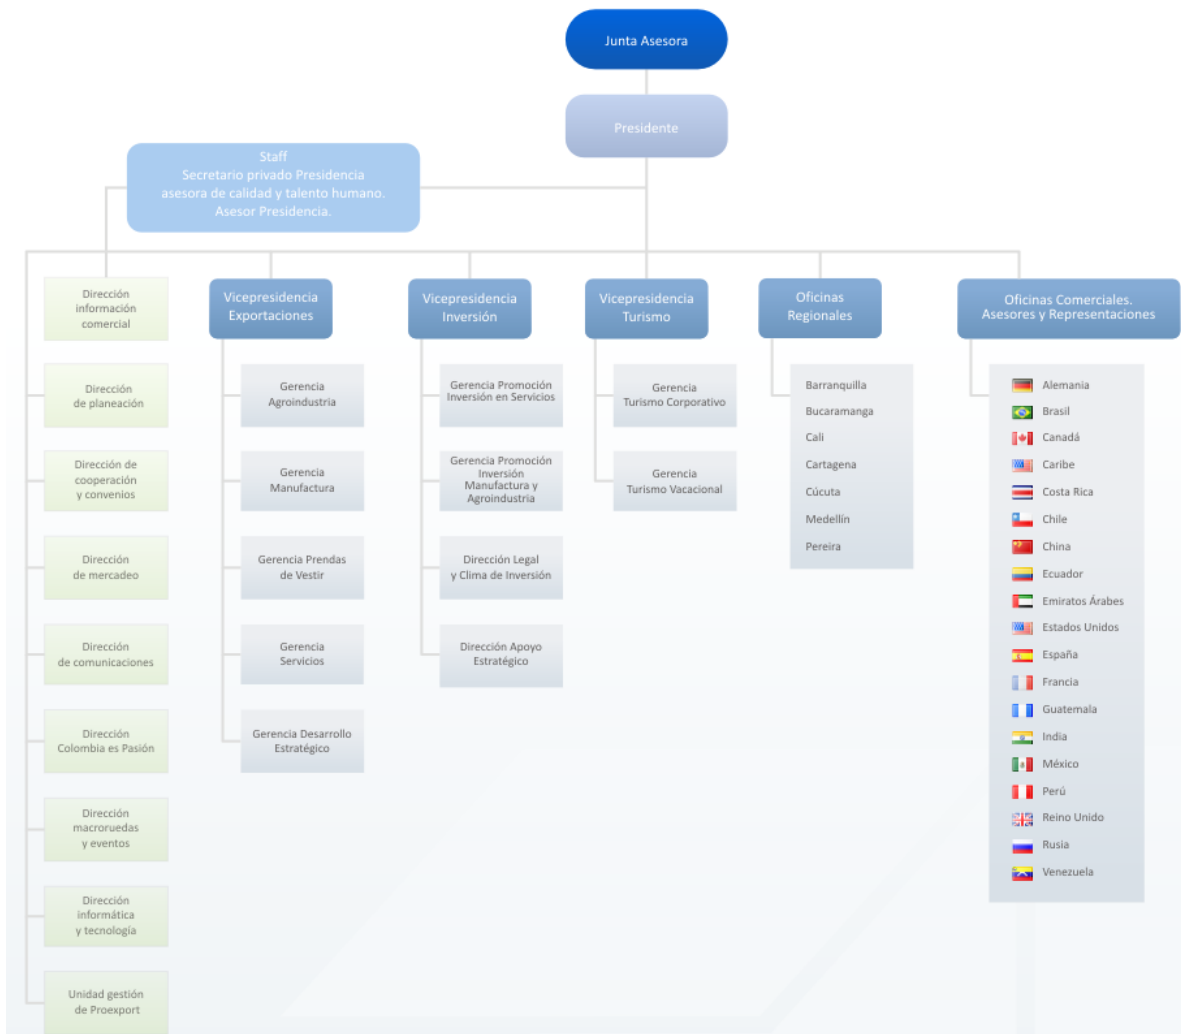 Junta Asesora
Presidente
Staff
Secretario privado Presidencia
asesora de calidad y talento humano.
Asesor Presidencia.
Dirección
información
comercial
Dirección
de planeación
Dirección de
cooperación
y convenios
Dirección
de mercadeo
Dirección
de comunicaciones
Dirección
Colombia es Pasión
Dirección
macroruedas
y eventos
Dirección
informática
y tecnología
Unidad gestión
de Proexport
Vicepresidencia
Exportaciones
Gerencia
Agroindustria
Gerencia
Manufactura
Gerencia Prendas
de Vestir
Gerencia
Servicios
Gerencia Desarrollo
Estratégico
Vicepresidencia
Inversión
Gerencia Promoción
Inversión en Servicios
Gerencia Promoción
Inversión
Manufactura y
Agroindustria
Dirección Legal
y Clima de Inversión
Dirección Apoyo
Estratégico
Vicepresidencia
Turismo
Gerencia
Turismo Corporativo
Gerencia
Turismo Vacacional
Oficinas
Regionales
Barranquilla
Bucaramanga
Cali
Cartagena
Cúcuta
Medellín
Pereira
Oficinas Comerciales.
Asesores y Representaciones
Alemania
Brasil
Canadá
Caribe
Costa Rica
Chile
China
Ecuador
Emiratos Árabes
Estados Unidos
España
Francia
Guatemala
India
México
Perú
Reino Unido
Rusia
Venezuela